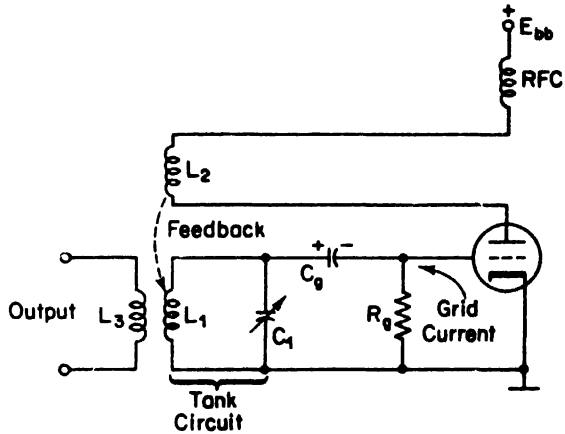 +
Ebb
RFC
L2
Feedback
+ -
Cg
Output
L3
L1
C1
Rg
Grid
Current
Tank
Circuit